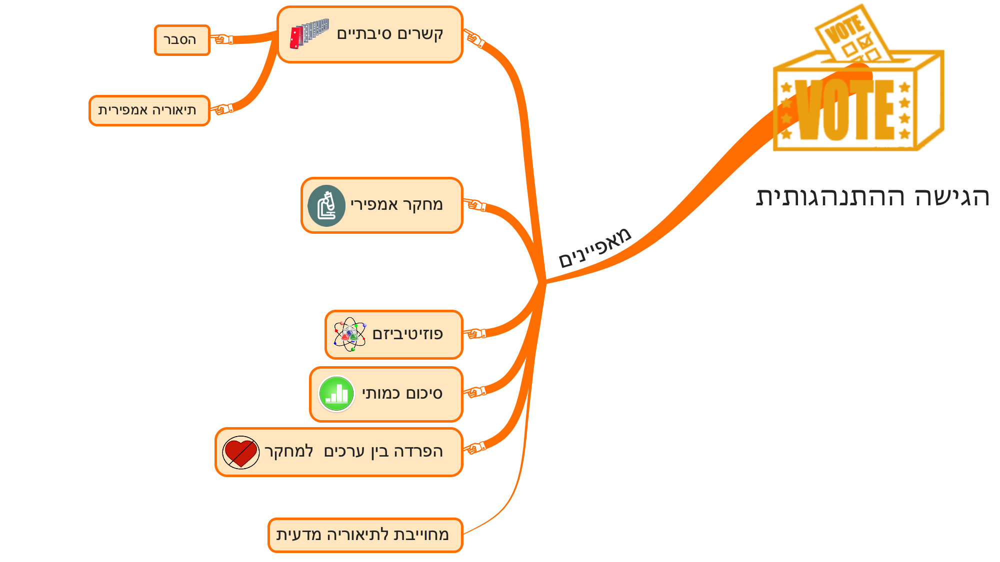 VOTE
VOTE
הגישה ההתנהגותית
מאפיינים
קשרים סיבתיים
הסבר
תיאוריה אמפירית
מחקר אמפירי
פוזיטיביזם
סיכום כמותי
הפרדה בין ערכים למחקר
מחוייבת לתיאוריה מדעית